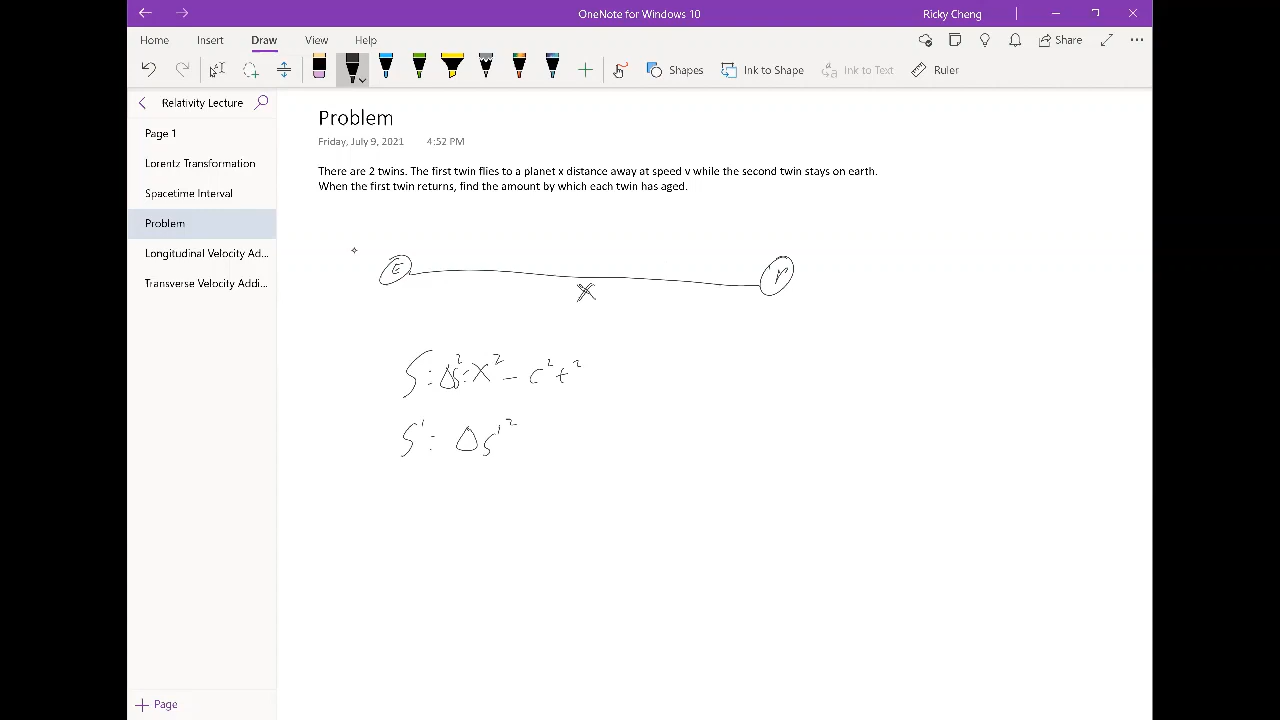 OneNote for Windows 10
Ricky Cheng
Home Insert Draw View Help
Share
Shapes Ink to Shape Ink to Text Ruler
Relativity Lecture
Page 1
Lorentz Transformation
Spacetime Interval
Problem
Longitudinal Velocity Ad...
Transverse Velocity Addi...
Page
Problem
Friday, July 9, 2021 4:52 PM
There are 2 twins. The first twin flies to a planet x distance away at speed v while the second twin stays on earth.
When the first twin returns, find the amount by which each twin has aged.
E P
X
S: Δs²=x² - c²t²
S': Δs'²